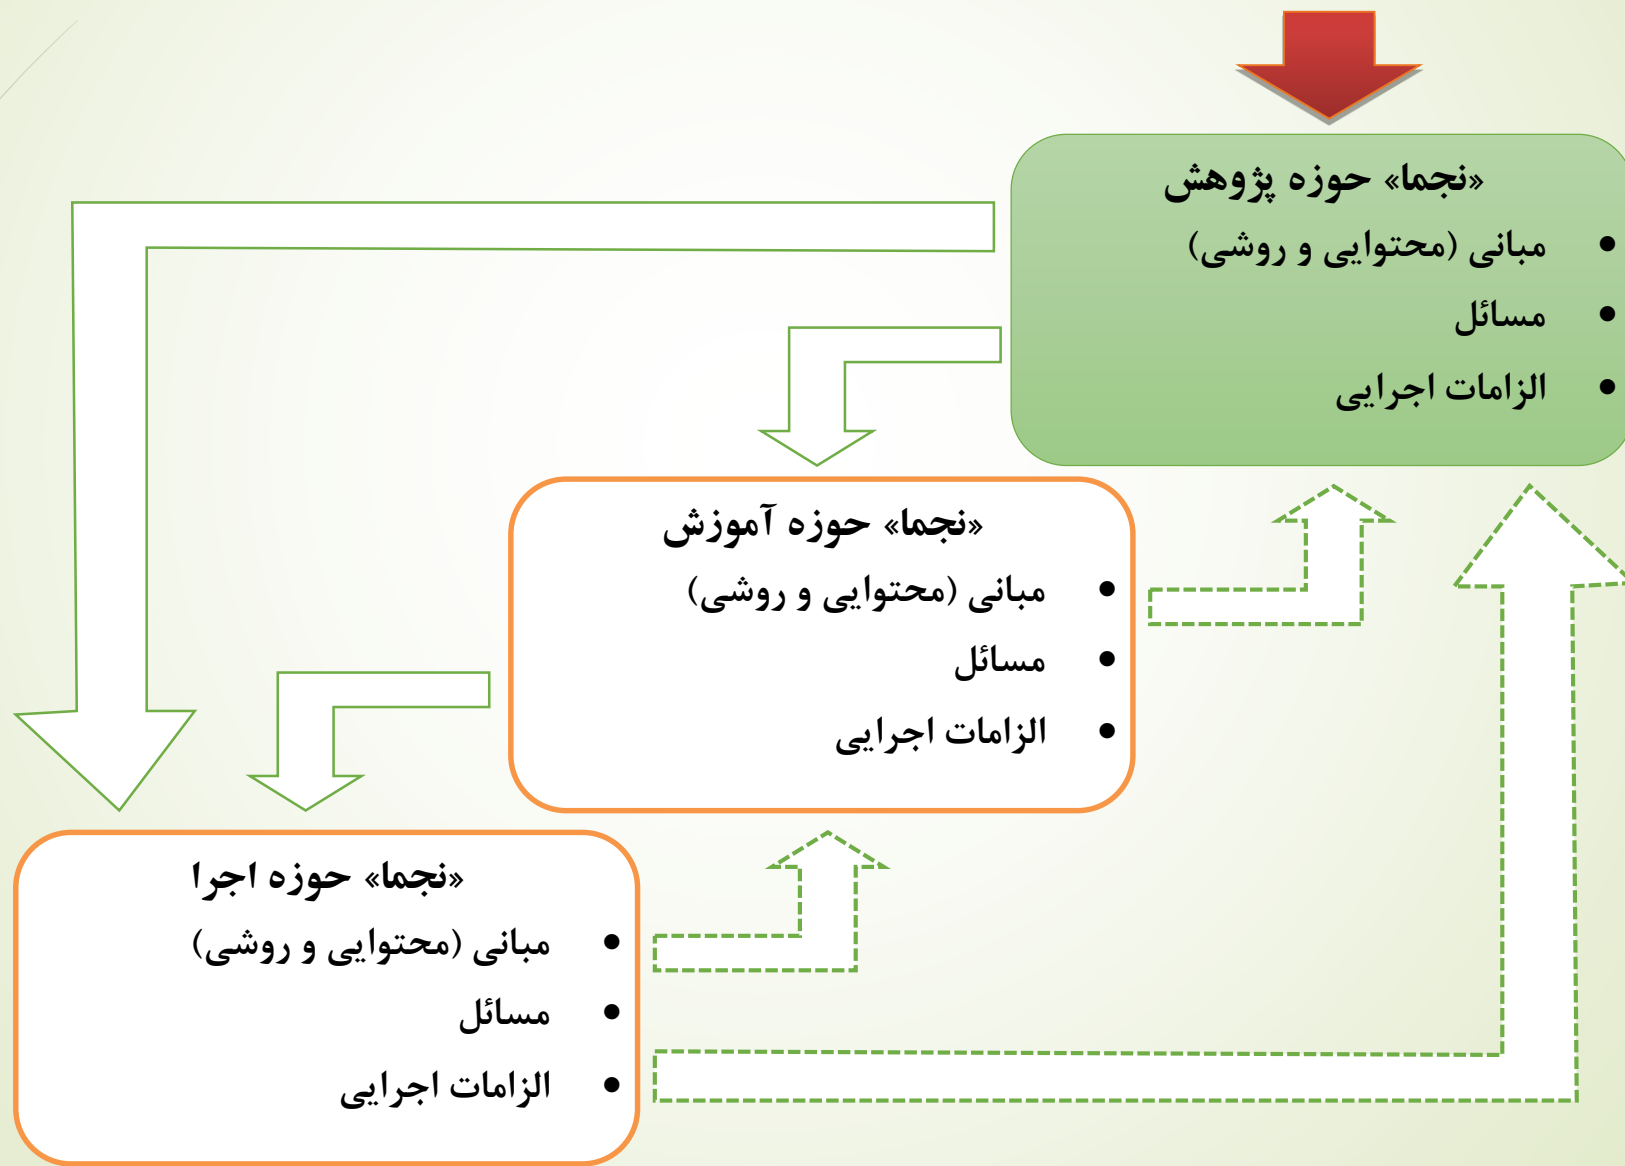 «نجما» حوزه پژوهش
• مبانی (محتوایی و روشی)
• مسائل
• الزامات اجرایی
«نجما» حوزه آموزش
• مبانی (محتوایی و روشی)
• مسائل
• الزامات اجرایی
«نجما» حوزه اجرا
• مبانی (محتوایی و روشی)
• مسائل
• الزامات اجرایی